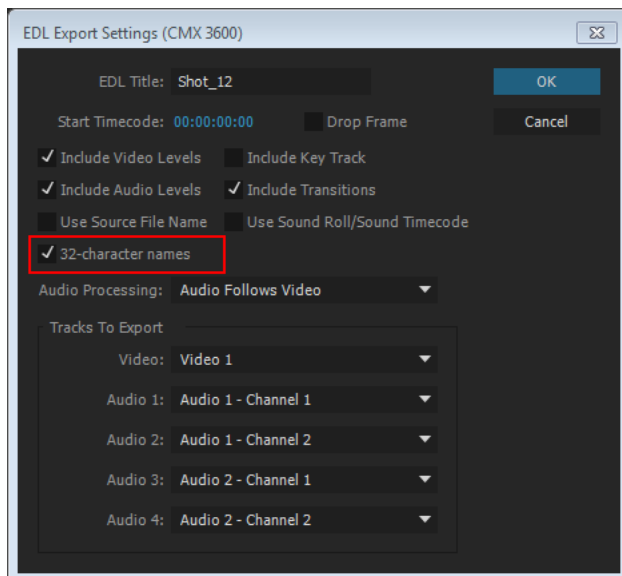 EDL Export Settings (CMX 3600)
EDL Title: Shot_12 OK
Start Timecode: 00:00:00:00 Drop Frame Cancel
Include Video Levels Include Key Track
Include Audio Levels Include Transitions
Use Source File Name Use Sound Roll/Sound Timecode
32-character names
Audio Processing: Audio Follows Video
Tracks To Export
Video: Video 1
Audio 1: Audio 1 - Channel 1
Audio 2: Audio 1 - Channel 2
Audio 3: Audio 2 - Channel 1
Audio 4: Audio 2 - Channel 2